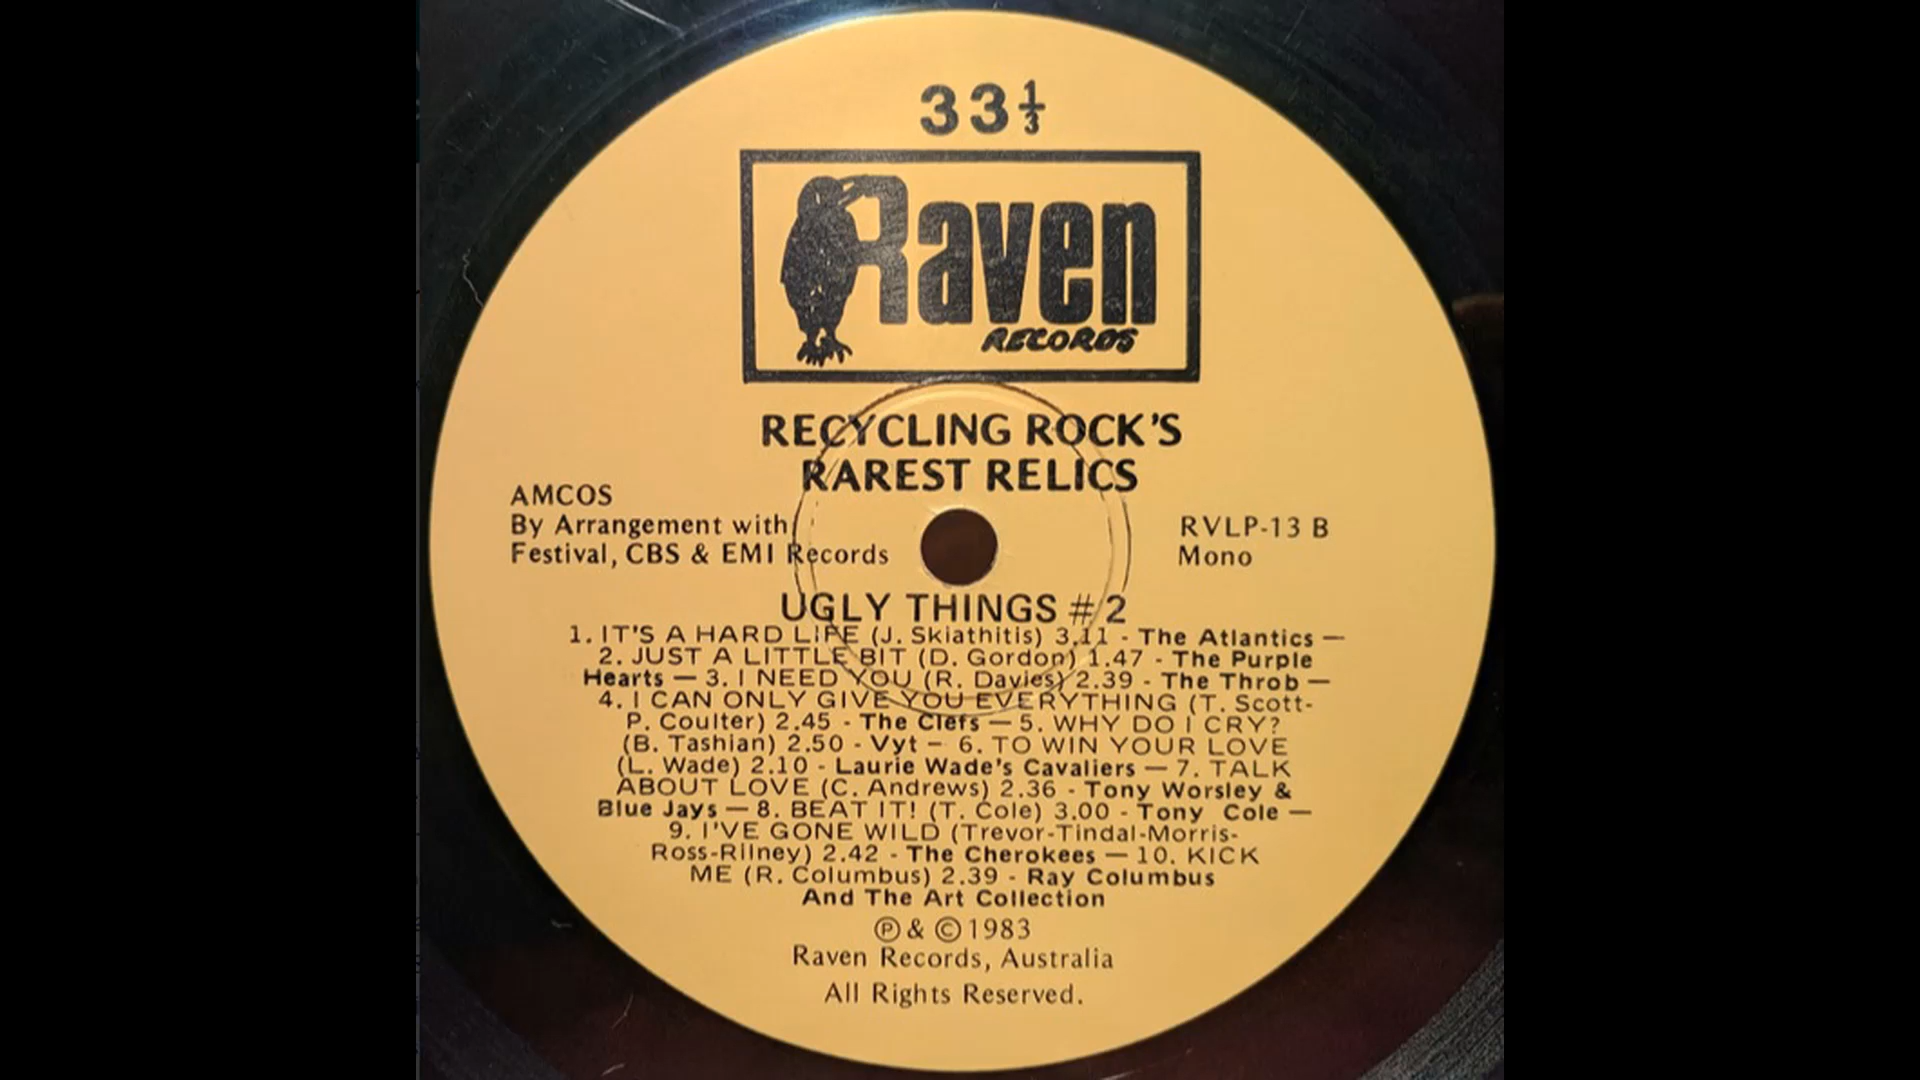 33⅓
Raven
RECORDS
RECYCLING ROCK'S
RAREST RELICS
AMCOS
By Arrangement with
Festival, CBS & EMI Records
RVLP-13 B
Mono
UGLY THINGS #2
1. IT'S A HARD LIFE (J. Skiathitis) 3.11 - The Atlantics —
2. JUST A LITTLE BIT (D. Gordon) 1.47 - The Purple
Hearts — 3. I NEED YOU (R. Davies) 2.39 - The Throb —
4. I CAN ONLY GIVE YOU EVERYTHING (T. Scott-
P. Coulter) 2.45 - The Clefs — 5. WHY DO I CRY?
(B. Tashian) 2.50 - Vyt – 6. TO WIN YOUR LOVE
(L. Wade) 2.10 - Laurie Wade's Cavaliers — 7. TALK
ABOUT LOVE (C. Andrews) 2.36 - Tony Worsley &
Blue Jays — 8. BEAT IT! (T. Cole) 3.00 - Tony Cole —
9. I'VE GONE WILD (Trevor-Tindal-Morris-
Ross-Rilney) 2.42 - The Cherokees — 10. KICK
ME (R. Columbus) 2.39 - Ray Columbus
And The Art Collection
Ⓟ & © 1983
Raven Records, Australia
All Rights Reserved.